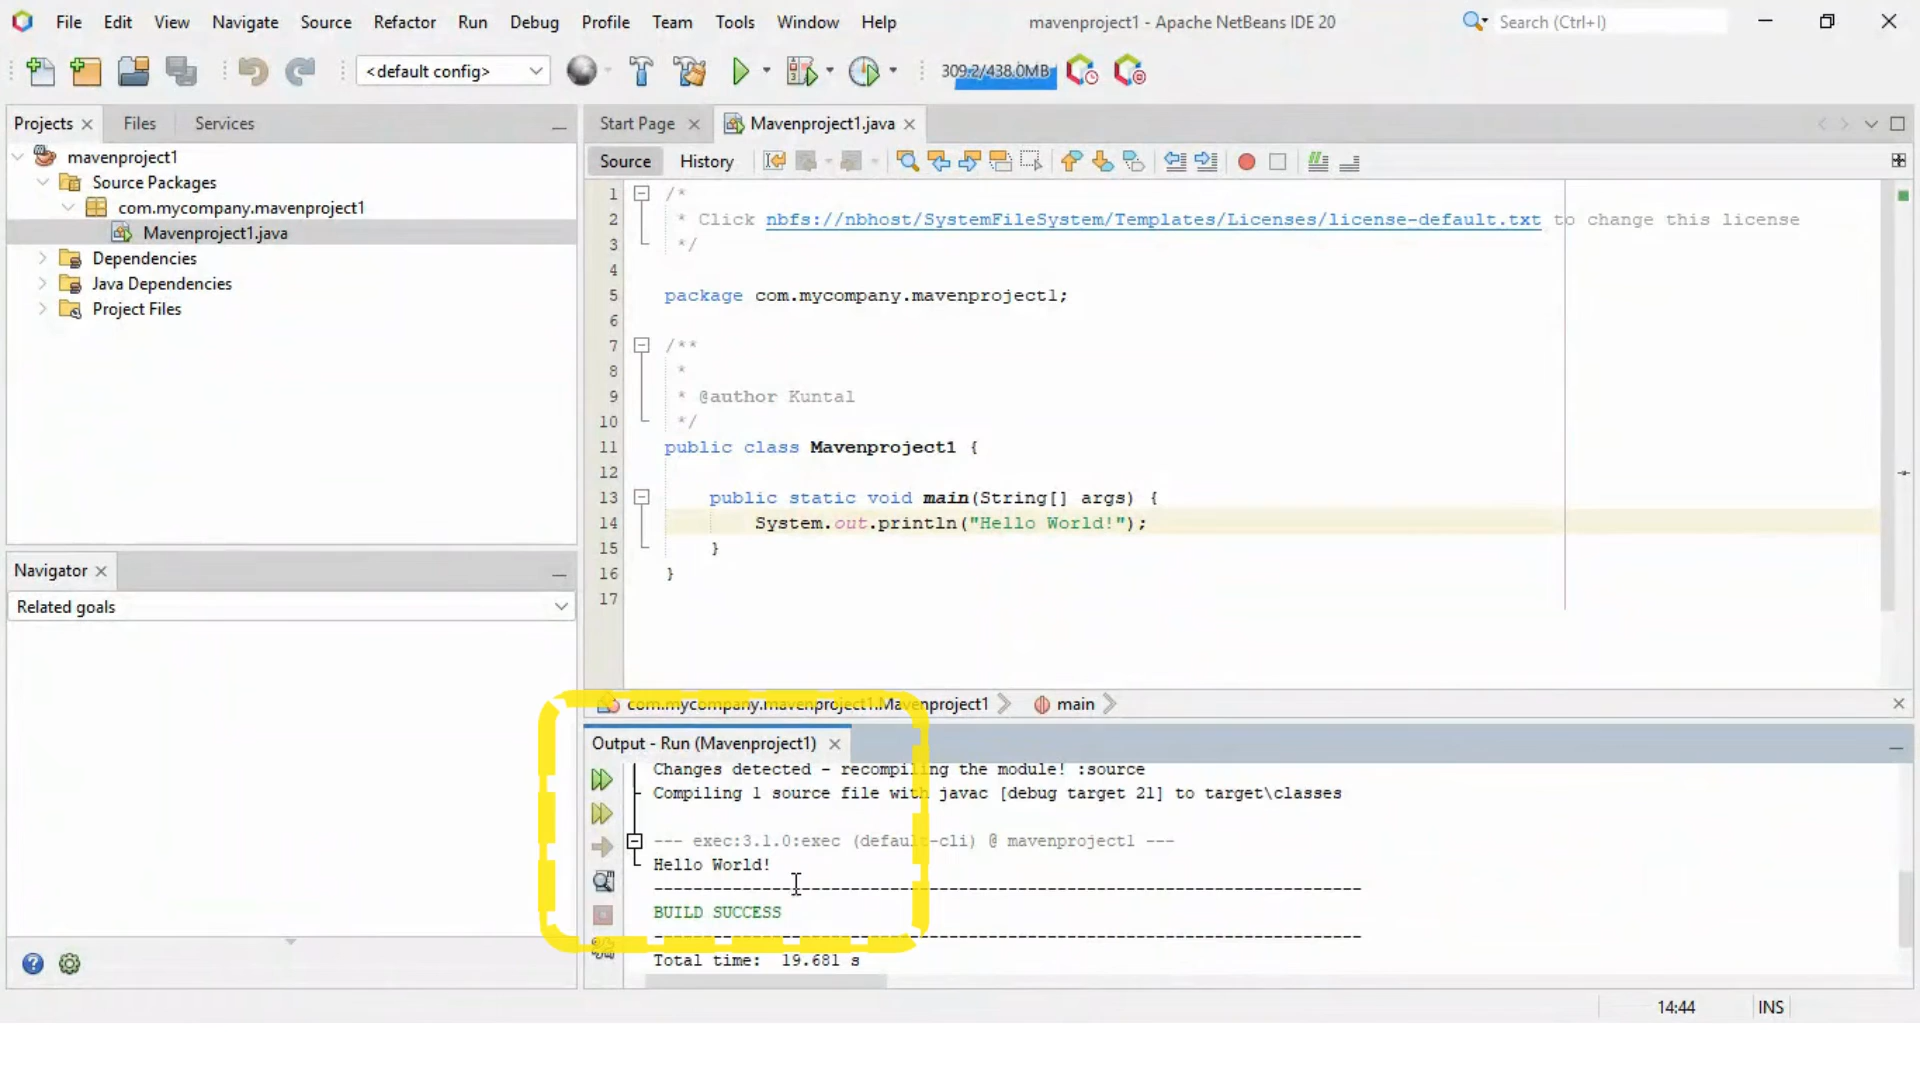 File Edit View Navigate Source Refactor Run Debug Profile Team Tools Window Help mavenproject1 - Apache NetBeans IDE 20 Search (Ctrl+I)
<default config> 309.2/438.0MB
Projects Files Services
mavenproject1
Source Packages
com.mycompany.mavenproject1
Mavenproject1.java
Dependencies
Java Dependencies
Project Files
Navigator
Related goals
Start Page Mavenproject1.java
Source History
1 /*
2 * Click nbfs://nbhost/SystemFileSystem/Templates/Licenses/license-default.txt to change this license
3 */
4
5 package com.mycompany.mavenproject1;
6
7 /**
8 *
9 * @author Kuntal
10 */
11 public class Mavenproject1 {
12
13 public static void main(String[] args) {
14 System.out.println("Hello World!");
15 }
16 }
17
com.mycompany.mavenproject1.Mavenproject1 main
Output - Run (Mavenproject1)
Changes detected - recompiling the module! :source
Compiling 1 source file with javac [debug target 21] to target\classes
--- exec:3.1.0:exec (default-cli) @ mavenproject1 ---
Hello World!
------------------------------------------------------------------------
BUILD SUCCESS
------------------------------------------------------------------------
Total time: 19.681 s
14:44 INS